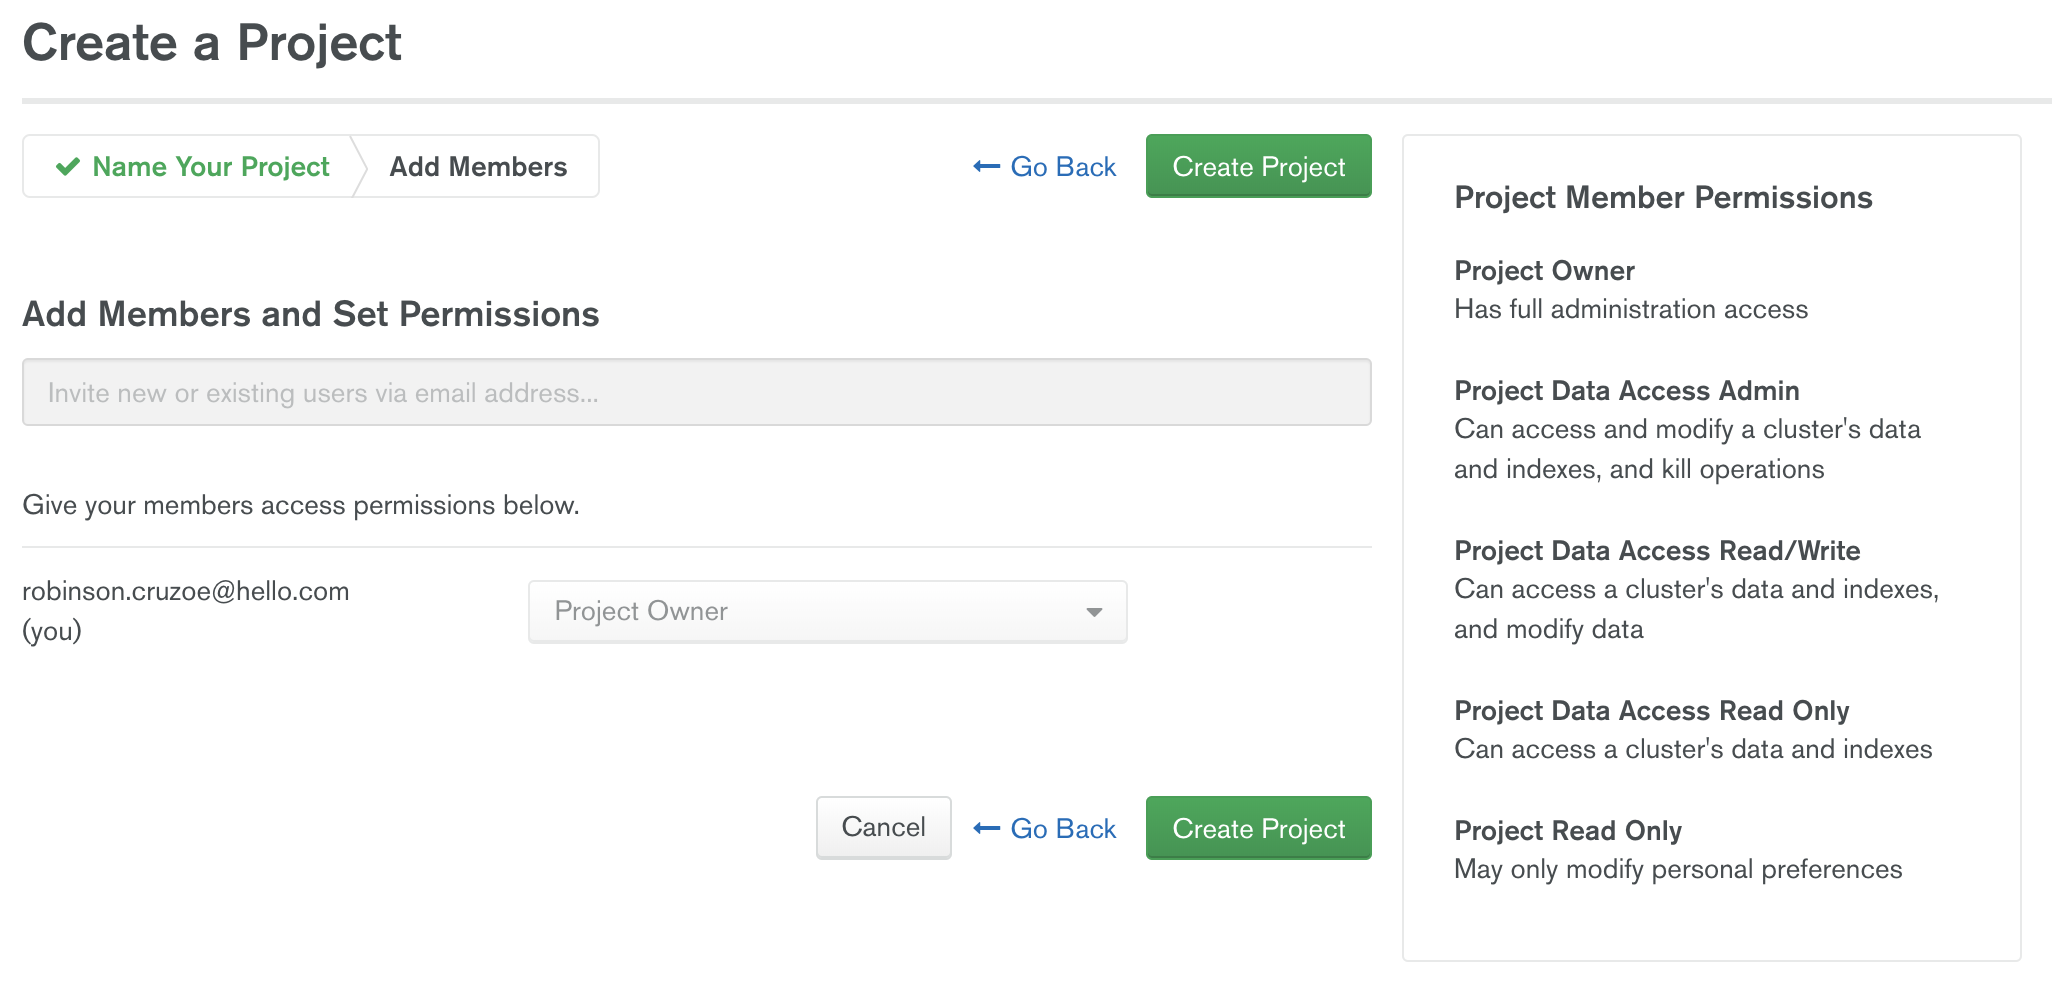 Create a Project
Name Your Project
Add Members
Go Back
Create Project
Add Members and Set Permissions
Invite new or existing users via email address...
Give your members access permissions below.
robinson.cruzoe@hello.com
(you)
Project Owner
Cancel
Go Back
Create Project
Project Member Permissions
Project Owner
Has full administration access
Project Data Access Admin
Can access and modify a cluster's data
and indexes, and kill operations
Project Data Access Read/Write
Can access a cluster's data and indexes,
and modify data
Project Data Access Read Only
Can access a cluster's data and indexes
Project Read Only
May only modify personal preferences